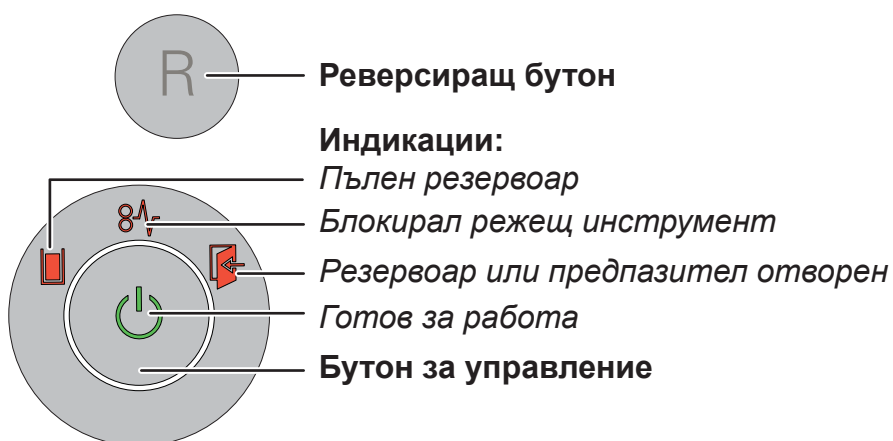 R
Реверсиращ бутон
Индикации:
Пълен резервоар
Блокирал режещ инструмент
Резервоар или предпазител отворен
Готов за работа
Бутон за управление